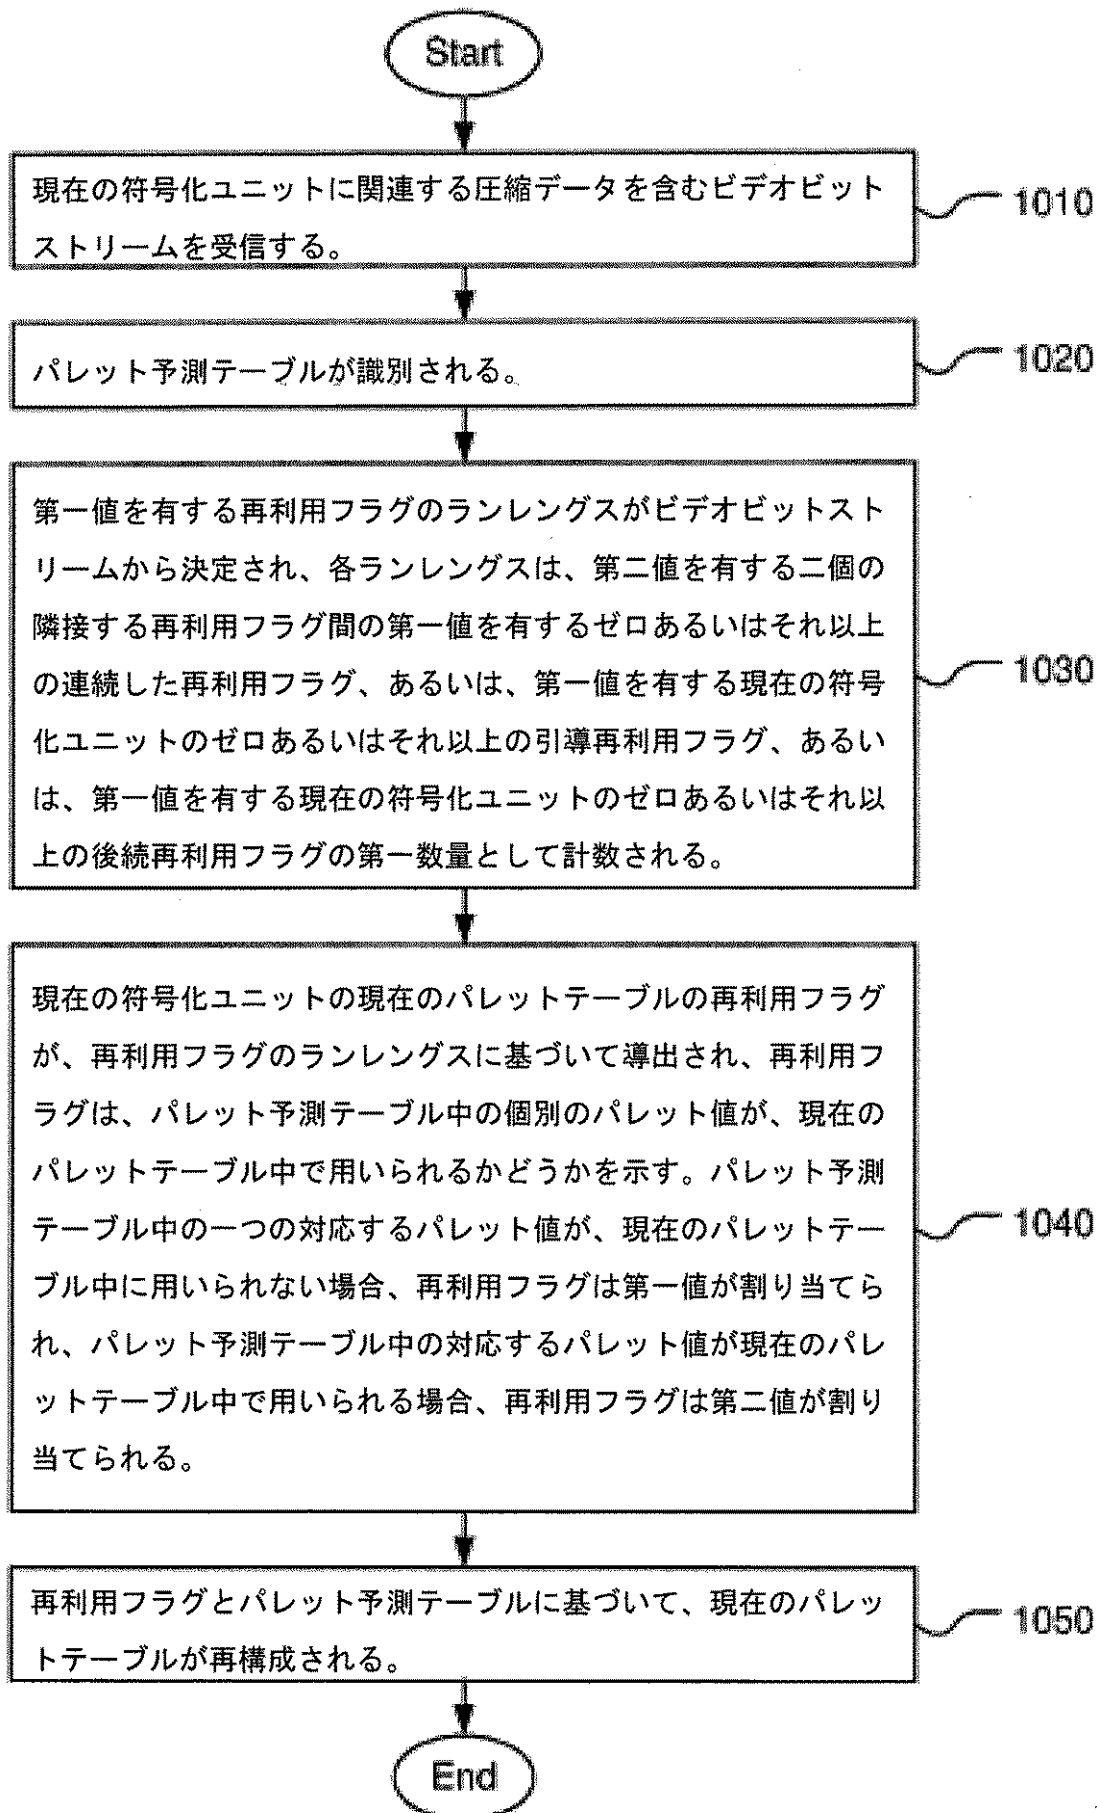 Start
現在の符号化ユニットに関連する圧縮データを含むビデオビット
ストリームを受信する。
1010
パレット予測テーブルが識別される。
1020
第一値を有する再利用フラグのランレングスがビデオビットスト
リームから決定され、各ランレングスは、第二値を有する二個の
隣接する再利用フラグ間の第一値を有するゼロあるいはそれ以上
の連続した再利用フラグ、あるいは、第一値を有する現在の符号
化ユニットのゼロあるいはそれ以上の引導再利用フラグ、あるい
は、第一値を有する現在の符号化ユニットのゼロあるいはそれ以
上の後続再利用フラグの第一数量として計数される。
1030
現在の符号化ユニットの現在のパレットテーブルの再利用フラグ
が、再利用フラグのランレングスに基づいて導出され、再利用フ
ラグは、パレット予測テーブル中の個別のパレット値が、現在の
パレットテーブル中で用いられるかどうかを示す。パレット予測
テーブル中の一つの対応するパレット値が、現在のパレットテー
ブル中に用いられない場合、再利用フラグは第一値が割り当てら
れ、パレット予測テーブル中の対応するパレット値が現在のパレ
ットテーブル中で用いられる場合、再利用フラグは第二値が割り
当てられる。
1040
再利用フラグとパレット予測テーブルに基づいて、現在のパレッ
トテーブルが再構成される。
1050
End